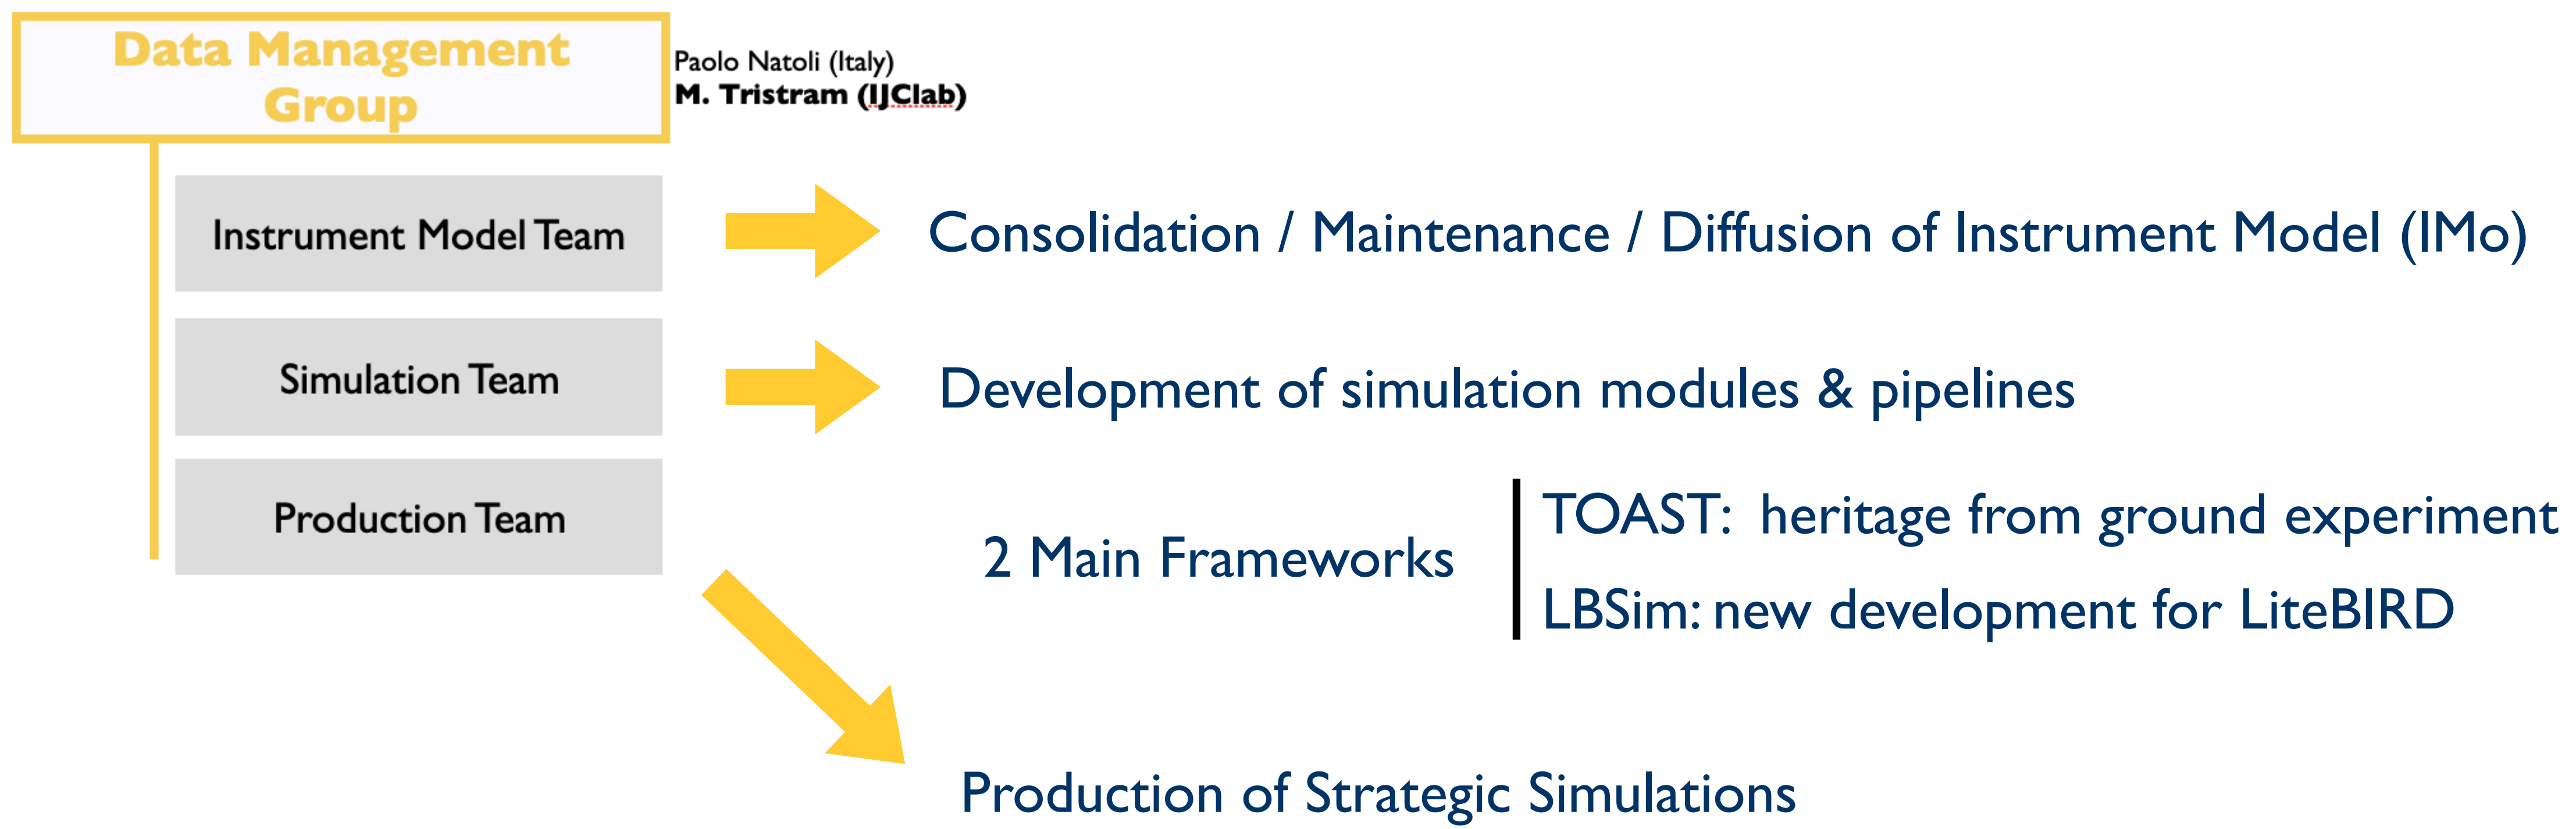 Data Management
Group
Paolo Natoli (Italy)
M. Tristram (IJClab)
Instrument Model Team
Consolidation / Maintenance / Diffusion of Instrument Model (IMo)
Simulation Team
Development of simulation modules & pipelines
Production Team
2 Main Frameworks
TOAST: heritage from ground experiment
LBSim: new development for LiteBIRD
Production of Strategic Simulations